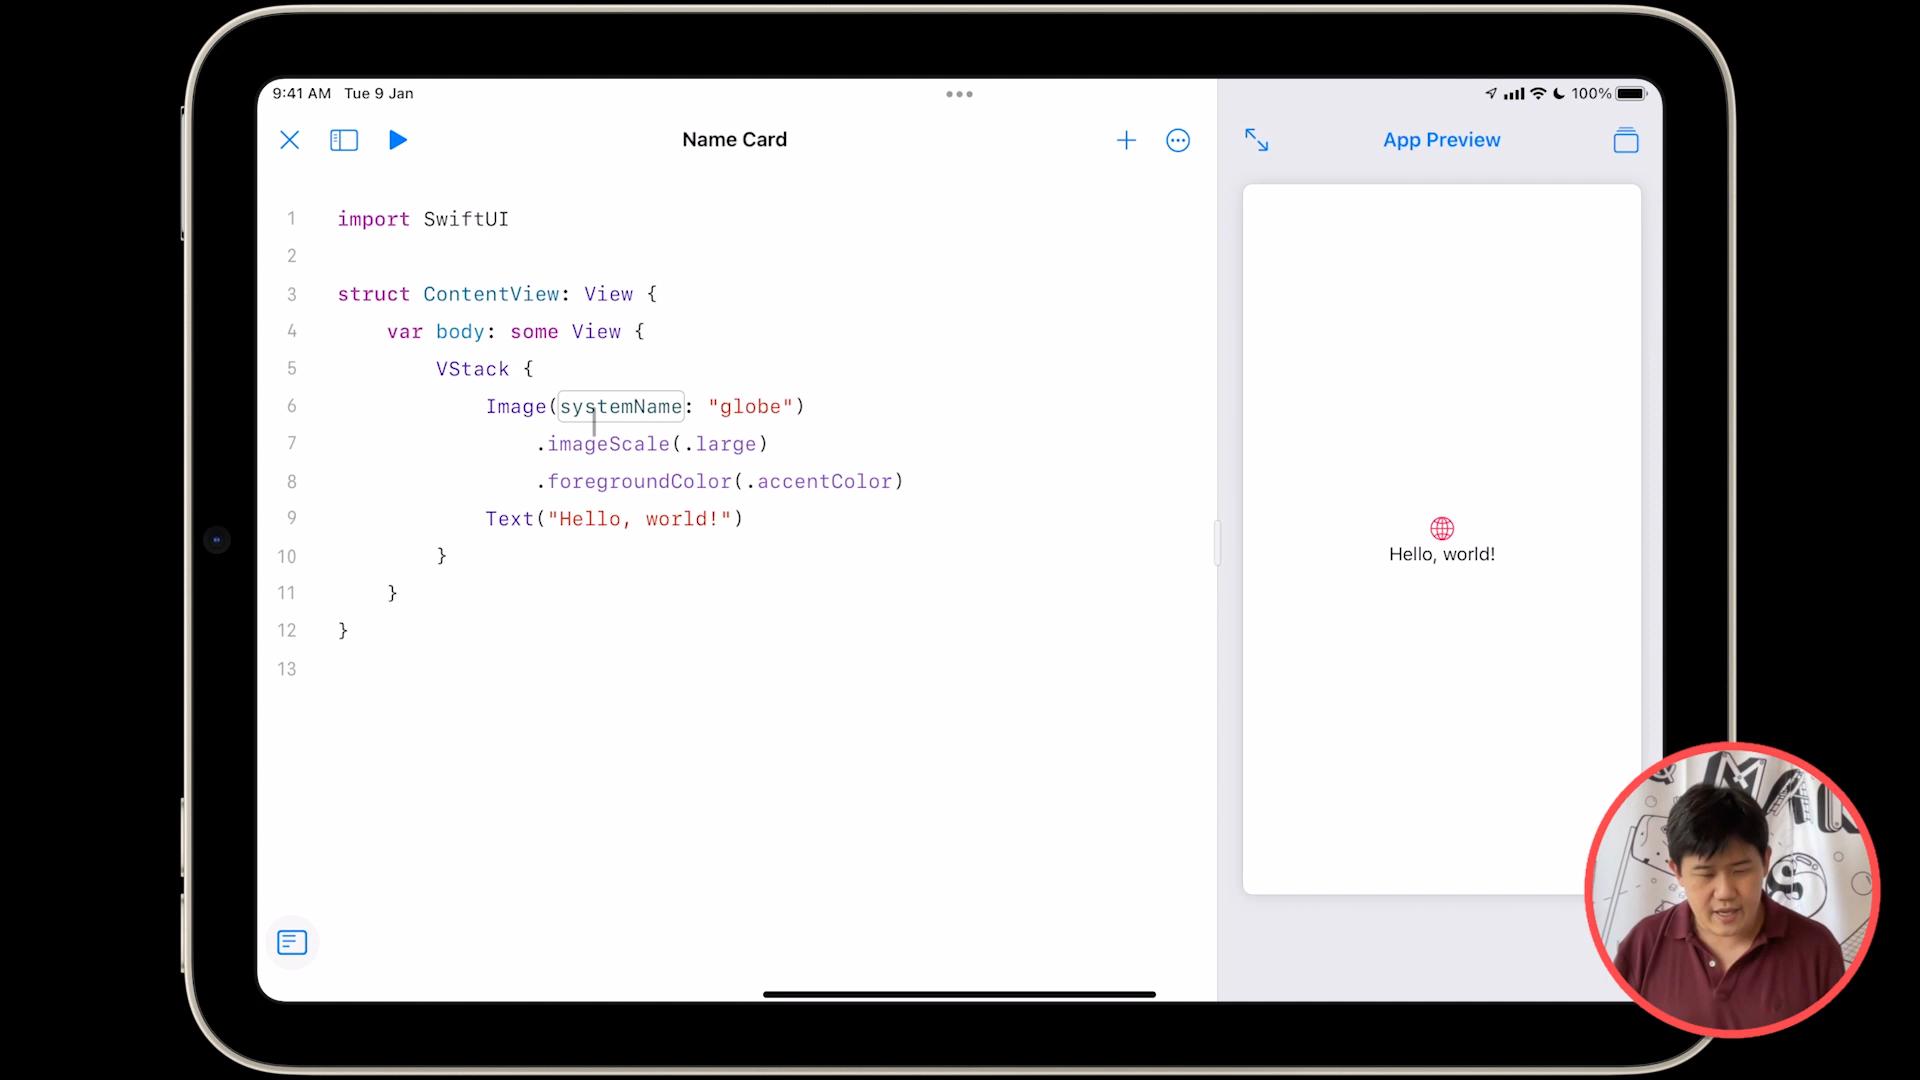 9:41 AM Tue 9 Jan
100%
Name Card
App Preview
1 import SwiftUI
2
3 struct ContentView: View {
4 var body: some View {
5 VStack {
6 Image(systemName: "globe")
7 .imageScale(.large)
8 .foregroundColor(.accentColor)
9 Text("Hello, world!")
10 }
11 }
12 }
13
Hello, world!